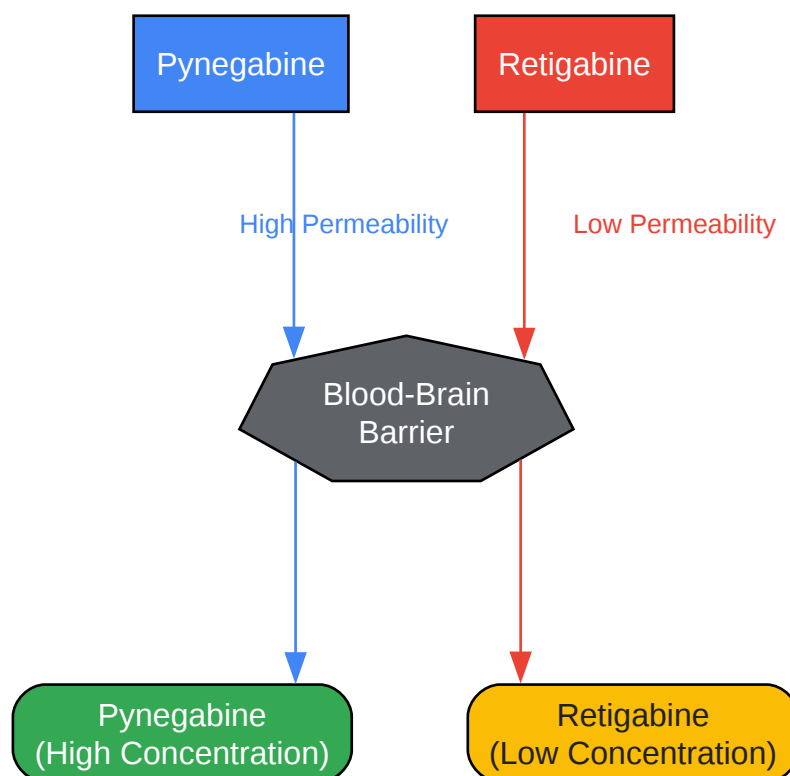 Pynegabine
Retigabine
High Permeability
Low Permeability
Blood-Brain
Barrier
Pynegabine
(High Concentration)
Retigabine
(Low Concentration)